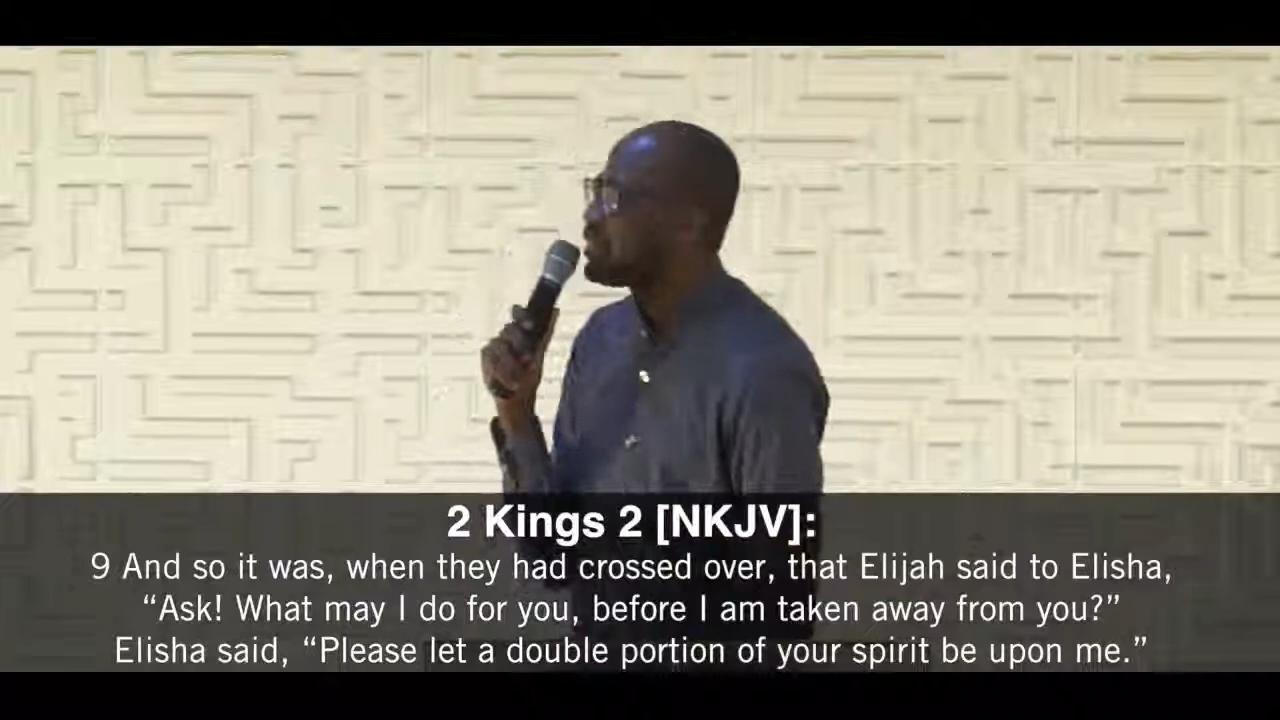 2 Kings 2 [NKJV]:
9 And so it was, when they had crossed over, that Elijah said to Elisha,
“Ask! What may I do for you, before I am taken away from you?”
Elisha said, “Please let a double portion of your spirit be upon me.”